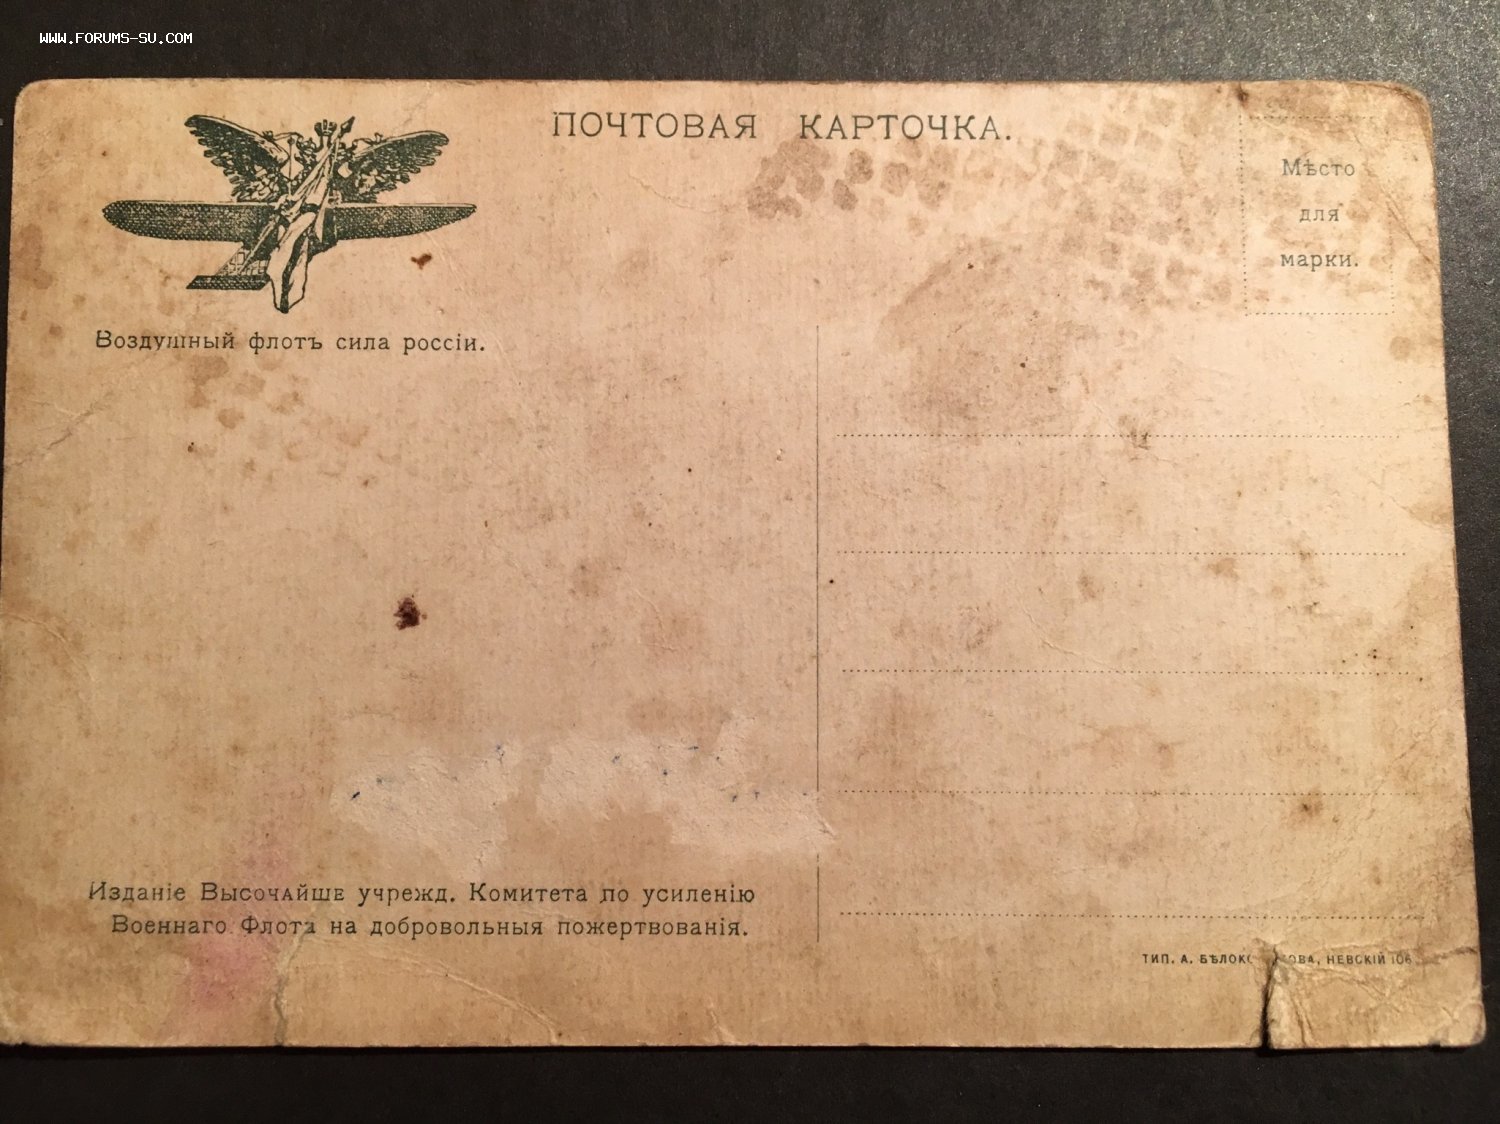 WWW.FORUMS-SU.COM
ПОЧТОВАЯ КАРТОЧКА.
Мѣсто
для
марки.
Воздушный флотъ сила россіи.
Изданіе Высочайше учрежд. Комитета по усиленію
Военнаго Флота на добровольныя пожертвованія.
ТИП. А. НЕВСКІЙ 106